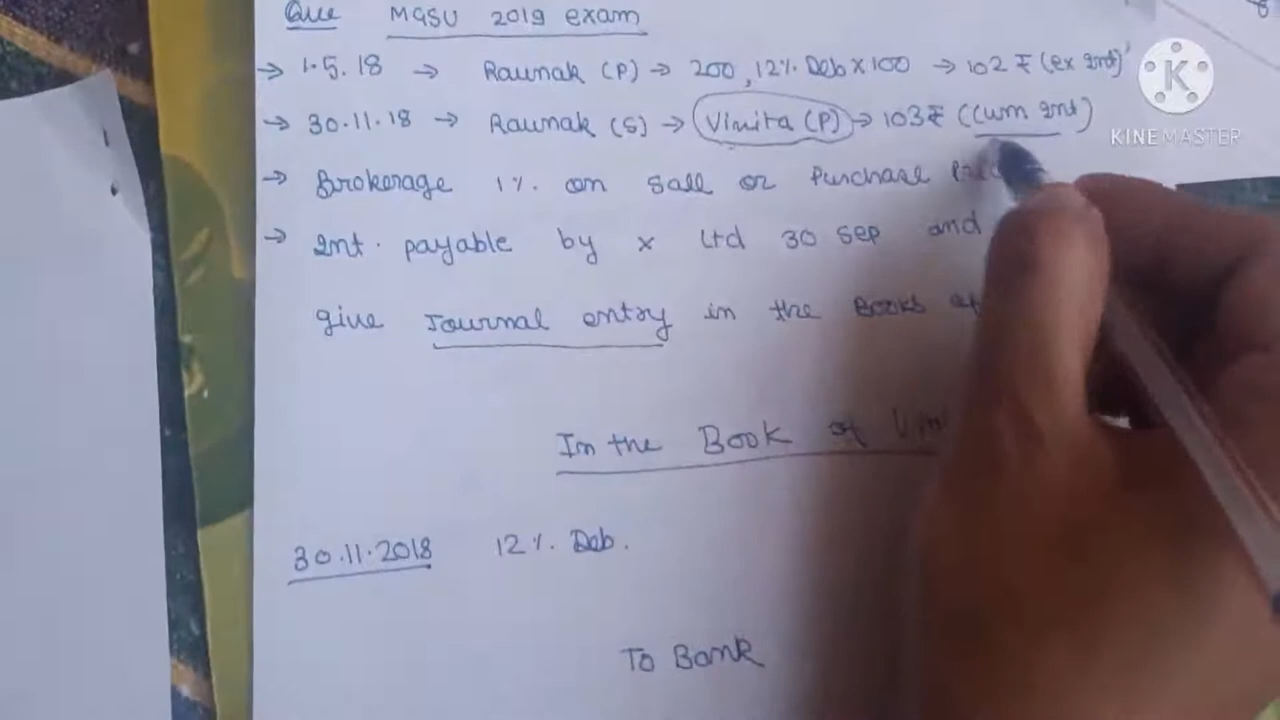 Que MGSU 2019 exam
→ 1.5.18 → Raunak (P) → 200, 12% Deb x 100 → 102 ₹ (ex Int)
→ 30.11.18 → Raunak (S) → Vinita (P) → 103₹ (Cum Int)
K
KINEMASTER
→ Brokerage 1% on Sall or Purchase
→ Int. payable by x Ltd 30 Sep and
give Journal entry in the Books of
In the Book of
30.11.2018 12% Deb.
To Bank